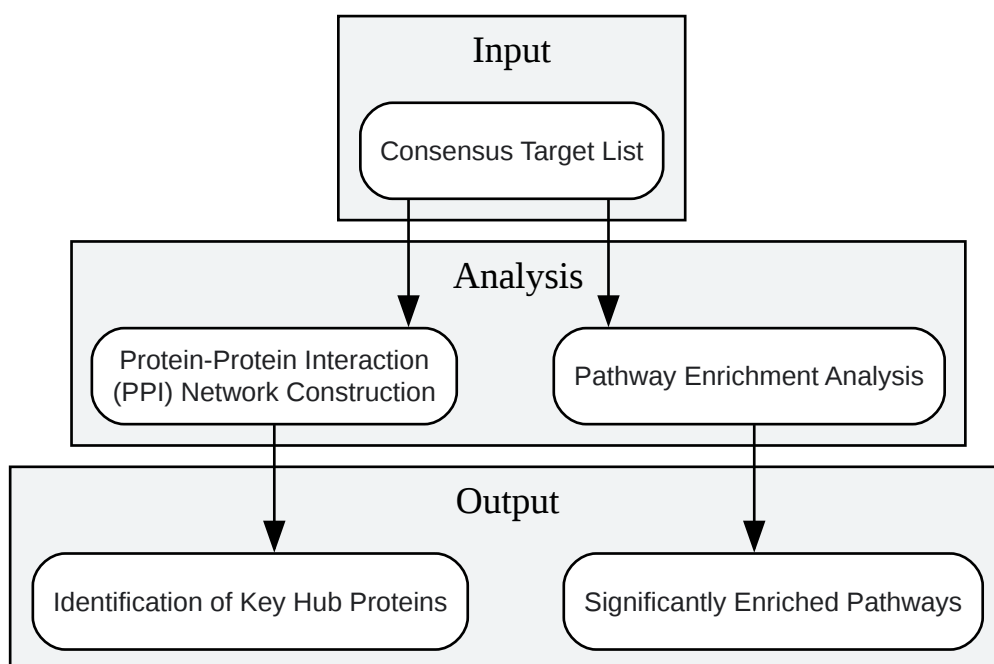 Input
Consensus Target List
Analysis
Protein-Protein Interaction
(PPI) Network Construction
Pathway Enrichment Analysis
Output
Identification of Key Hub Proteins
Significantly Enriched Pathways